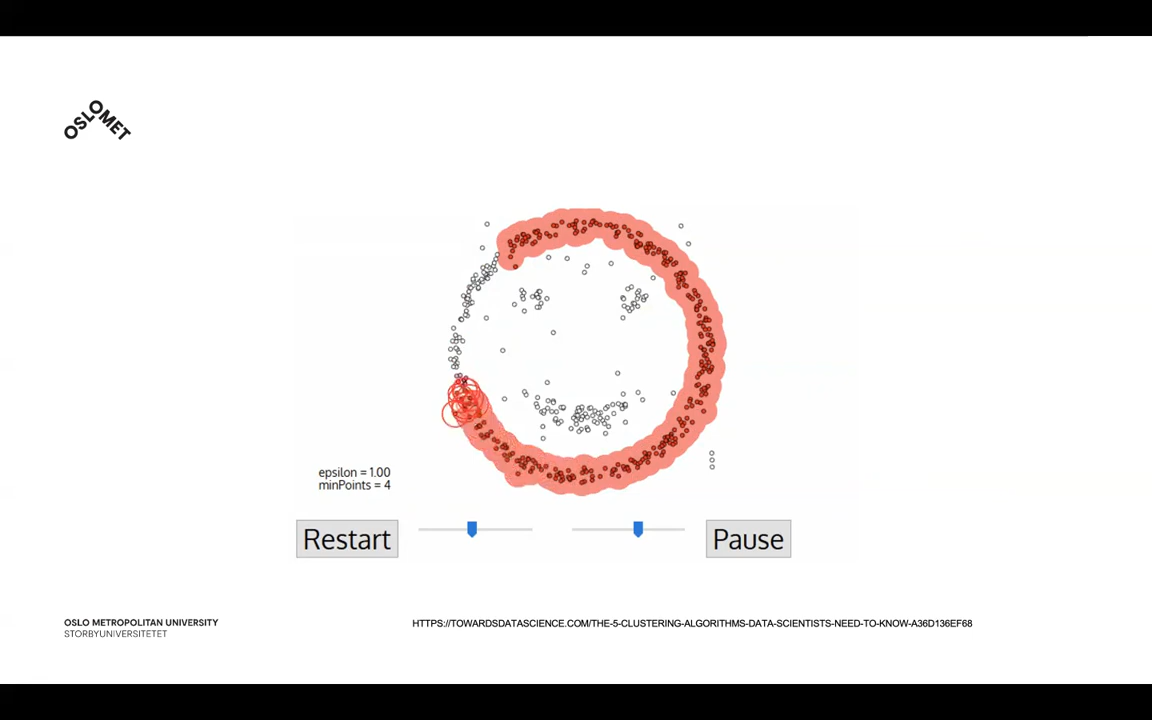 OSLOMET
epsilon = 1.00
minPoints = 4
Restart
Pause
OSLO METROPOLITAN UNIVERSITY
STORBYUNIVERSITETET
HTTPS://TOWARDSDATASCIENCE.COM/THE-5-CLUSTERING-ALGORITHMS-DATA-SCIENTISTS-NEED-TO-KNOW-A36D136EF68